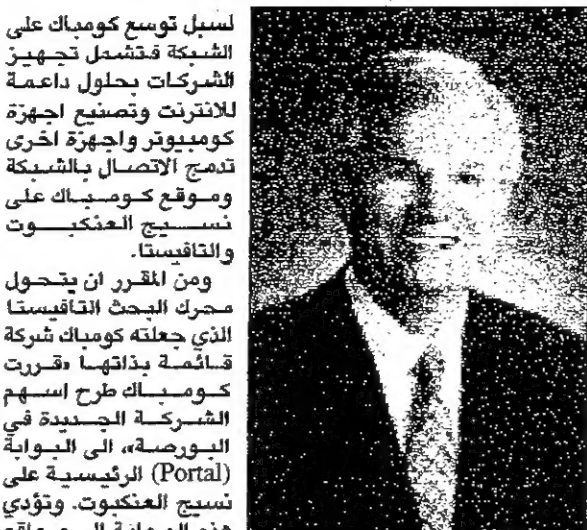 لسبل توسع كومباك على
الشبكة فتشمل تجهيز
الشركات بحلول داعمة
للانترنت وتصنيع اجهزة
كومبيوتر واجهزة اخرى
تدمج الاتصال بالشبكة
وموقع كومباك على
نسيج العنكبوت
والتافيستا.
ومن المقرر ان يتحول
محرك البحث التافيستا
الذي جعلته كومباك شركة
قائمة بذاتها «قررت
كومباك طرح اسهم
الشركة الجديدة في
البورصة»، الى البوابة
(Portal) الرئيسية على
نسيج العنكبوت. وتؤدي